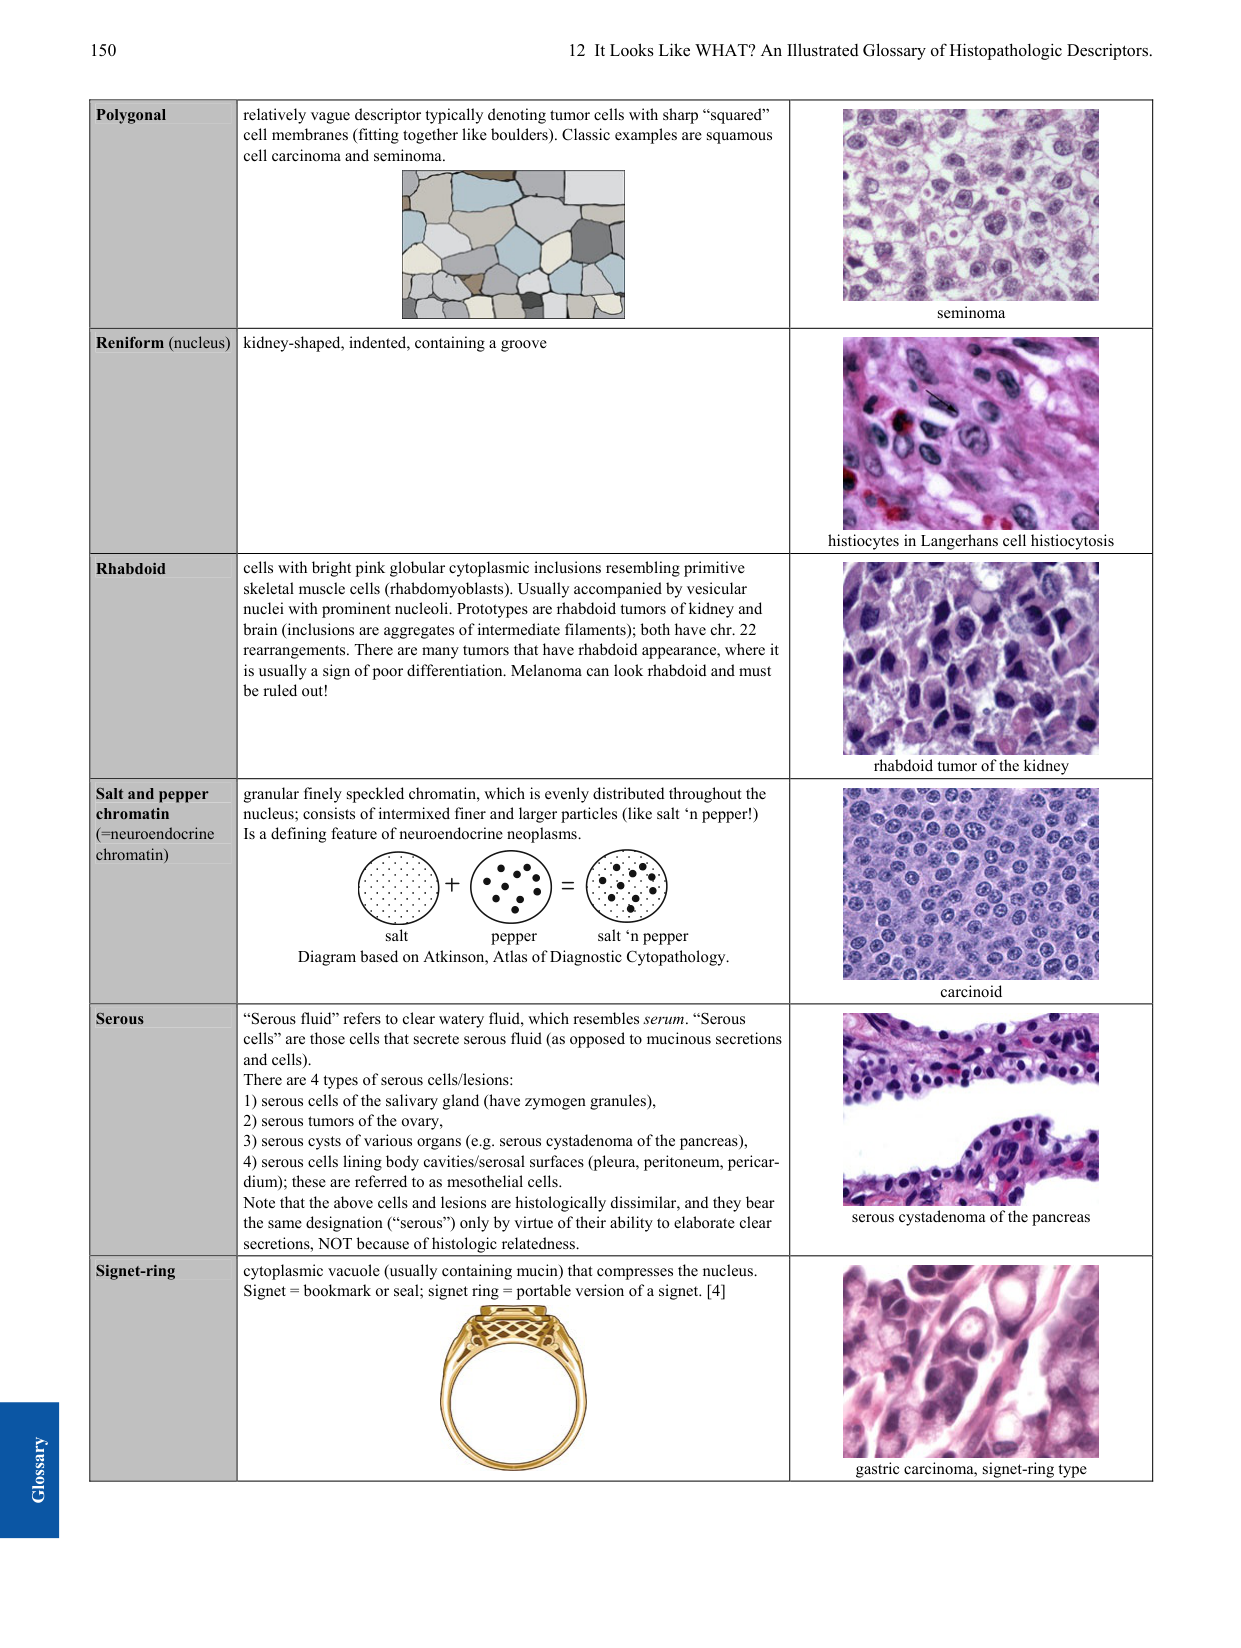 150
12 It Looks Like WHAT? An Illustrated Glossary of Histopathologic Descriptors.
Polygonal
relatively vague descriptor typically denoting tumor cells with sharp “squared”
cell membranes (fitting together like boulders). Classic examples are squamous
cell carcinoma and seminoma.
seminoma
Reniform (nucleus)
kidney-shaped, indented, containing a groove
histiocytes in Langerhans cell histiocytosis
Rhabdoid
cells with bright pink globular cytoplasmic inclusions resembling primitive
skeletal muscle cells (rhabdomyoblasts). Usually accompanied by vesicular
nuclei with prominent nucleoli. Prototypes are rhabdoid tumors of kidney and
brain (inclusions are aggregates of intermediate filaments); both have chr. 22
rearrangements. There are many tumors that have rhabdoid appearance, where it
is usually a sign of poor differentiation. Melanoma can look rhabdoid and must
be ruled out!
rhabdoid tumor of the kidney
Salt and pepper
chromatin
(=neuroendocrine
chromatin)
granular finely speckled chromatin, which is evenly distributed throughout the
nucleus; consists of intermixed finer and larger particles (like salt ‘n pepper!)
Is a defining feature of neuroendocrine neoplasms.
+ =
salt pepper salt ‘n pepper
Diagram based on Atkinson, Atlas of Diagnostic Cytopathology.
carcinoid
Serous
“Serous fluid” refers to clear watery fluid, which resembles serum. “Serous
cells” are those cells that secrete serous fluid (as opposed to mucinous secretions
and cells).
There are 4 types of serous cells/lesions:
1) serous cells of the salivary gland (have zymogen granules),
2) serous tumors of the ovary,
3) serous cysts of various organs (e.g. serous cystadenoma of the pancreas),
4) serous cells lining body cavities/serosal surfaces (pleura, peritoneum, pericar-
dium); these are referred to as mesothelial cells.
Note that the above cells and lesions are histologically dissimilar, and they bear
the same designation (“serous”) only by virtue of their ability to elaborate clear
secretions, NOT because of histologic relatedness.
serous cystadenoma of the pancreas
Signet-ring
cytoplasmic vacuole (usually containing mucin) that compresses the nucleus.
Signet = bookmark or seal; signet ring = portable version of a signet. [4]
gastric carcinoma, signet-ring type
Glossary